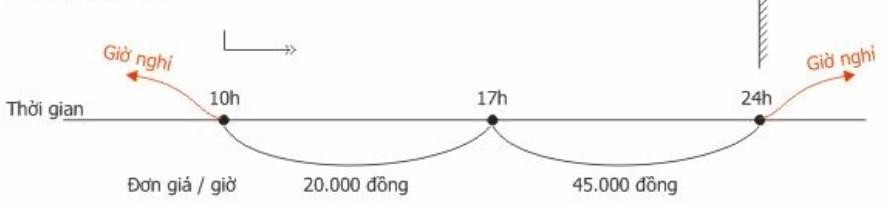 Giờ nghỉ
Giờ nghỉ
10h 17h 24h
Thời gian
Đơn giá / giờ 20.000 đồng 45.000 đồng